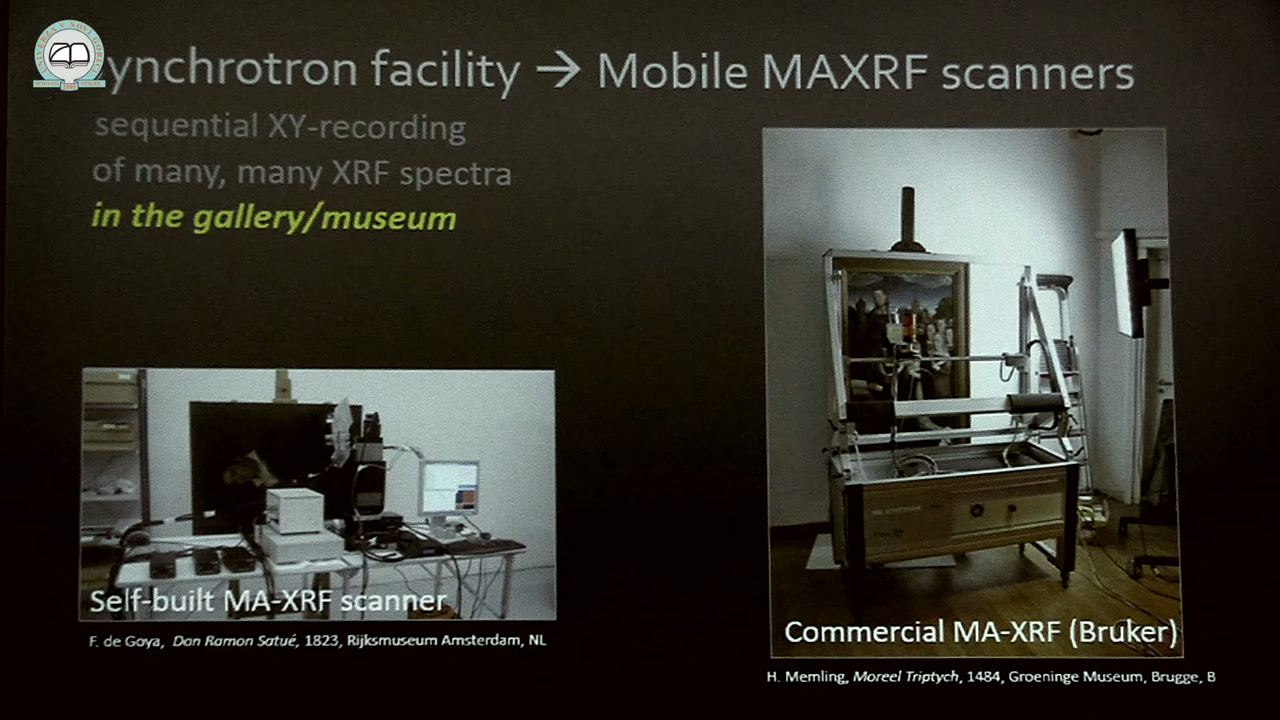 ynchrotron facility → Mobile MAXRF scanners
sequential XY-recording
of many, many XRF spectra
in the gallery/museum
Self-built MA-XRF scanner
F. de Goya, Don Ramon Satué, 1823, Rijksmuseum Amsterdam, NL
Commercial MA-XRF (Bruker)
H. Memling, Moreel Triptych, 1484, Groeninge Museum, Brugge, B